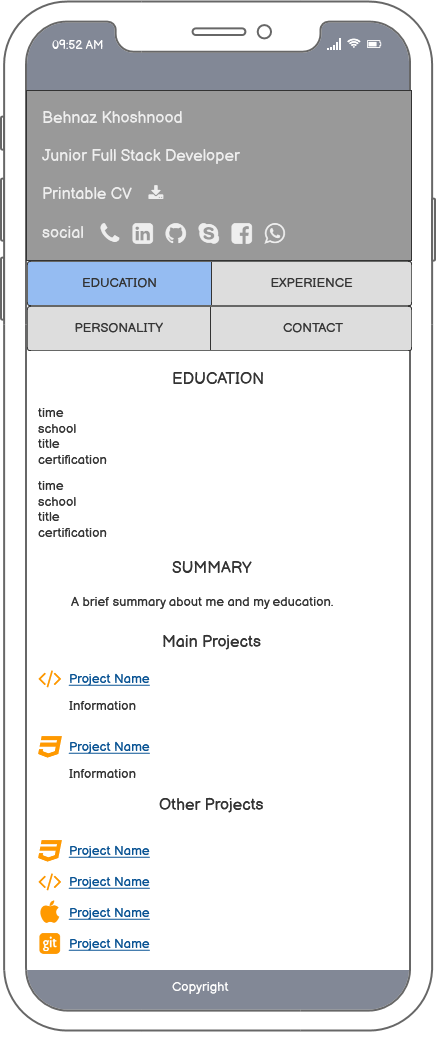 09:52 AM
Behnaz Khoshnood
Junior Full Stack Developer
Printable CV
social
EDUCATION EXPERIENCE
PERSONALITY CONTACT
EDUCATION
time
school
title
certification
time
school
title
certification
SUMMARY
A brief summary about me and my education.
Main Projects
Project Name
Information
Project Name
Information
Other Projects
Project Name
Project Name
Project Name
git Project Name
Copyright